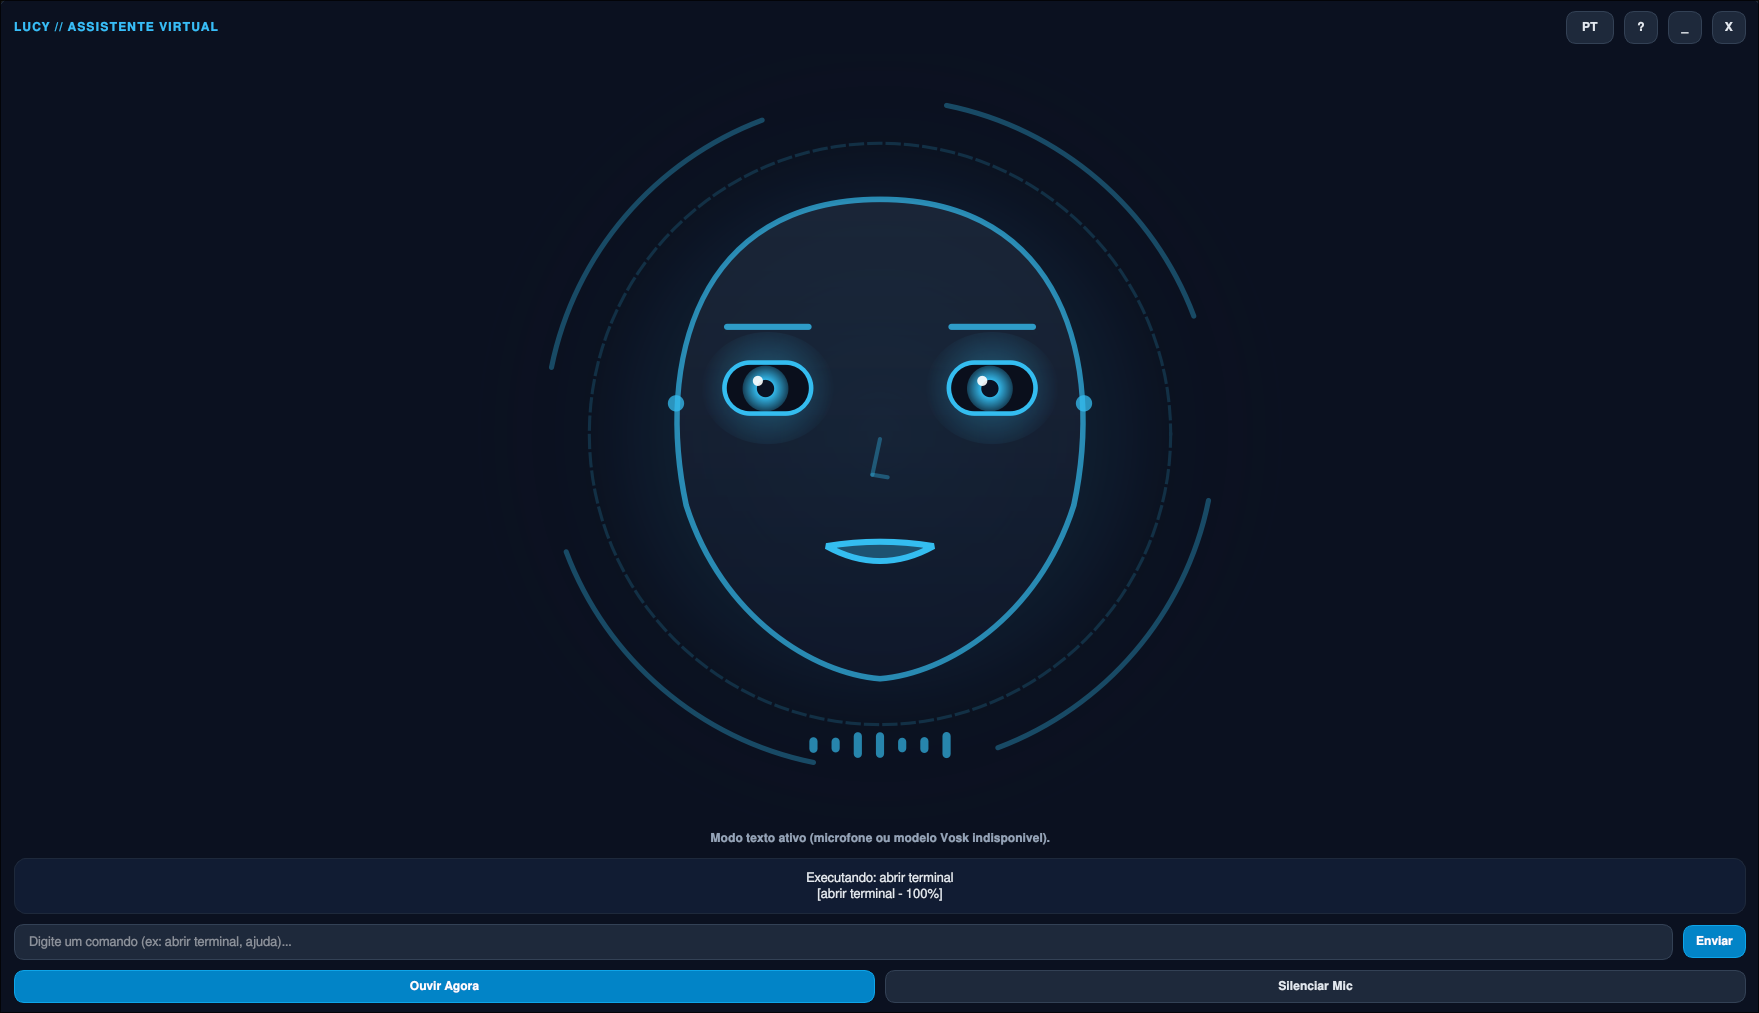 LUCY // ASSISTENTE VIRTUAL
PT
?
_
X
Modo texto ativo (microfone ou modelo Vosk indisponivel).
Executando: abrir terminal
[abrir terminal - 100%]
Digite um comando (ex: abrir terminal, ajuda)...
Enviar
Ouvir Agora
Silenciar Mic